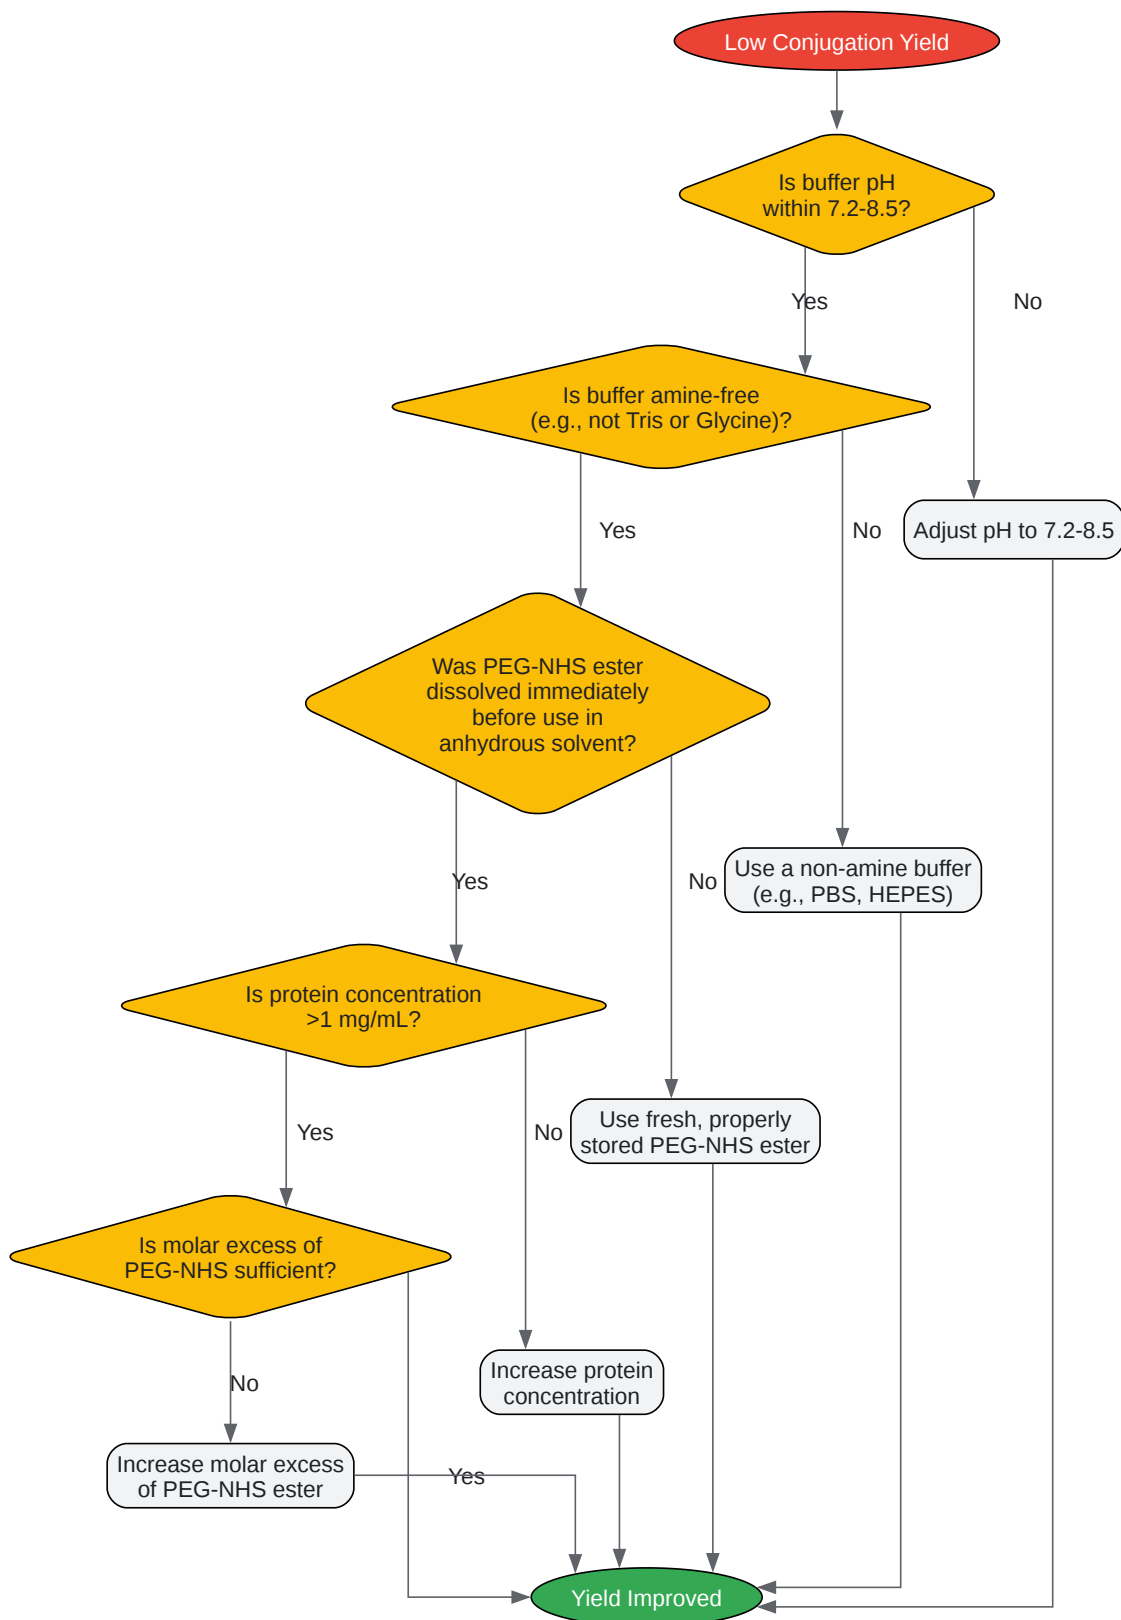 Low Conjugation Yield
Is buffer pH
within 7.2-8.5?
Yes
No
Is buffer amine-free
(e.g., not Tris or Glycine)?
Yes
No
Adjust pH to 7.2-8.5
Was PEG-NHS ester
dissolved immediately
before use in
anhydrous solvent?
Yes
No
Use a non-amine buffer
(e.g., PBS, HEPES)
Is protein concentration
>1 mg/mL?
Yes
No
Use fresh, properly
stored PEG-NHS ester
Is molar excess of
PEG-NHS sufficient?
No
Increase protein
concentration
Increase molar excess
of PEG-NHS ester
Yes
Yield Improved